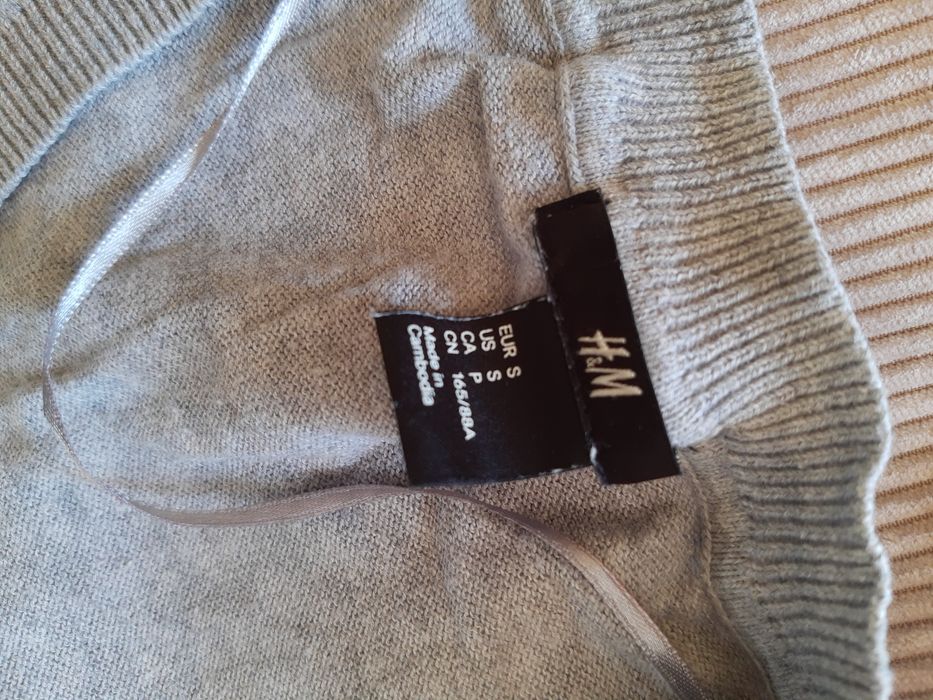 H&M
EUR S
US S
CA P
CN 165/88A
Made in
Cambodia